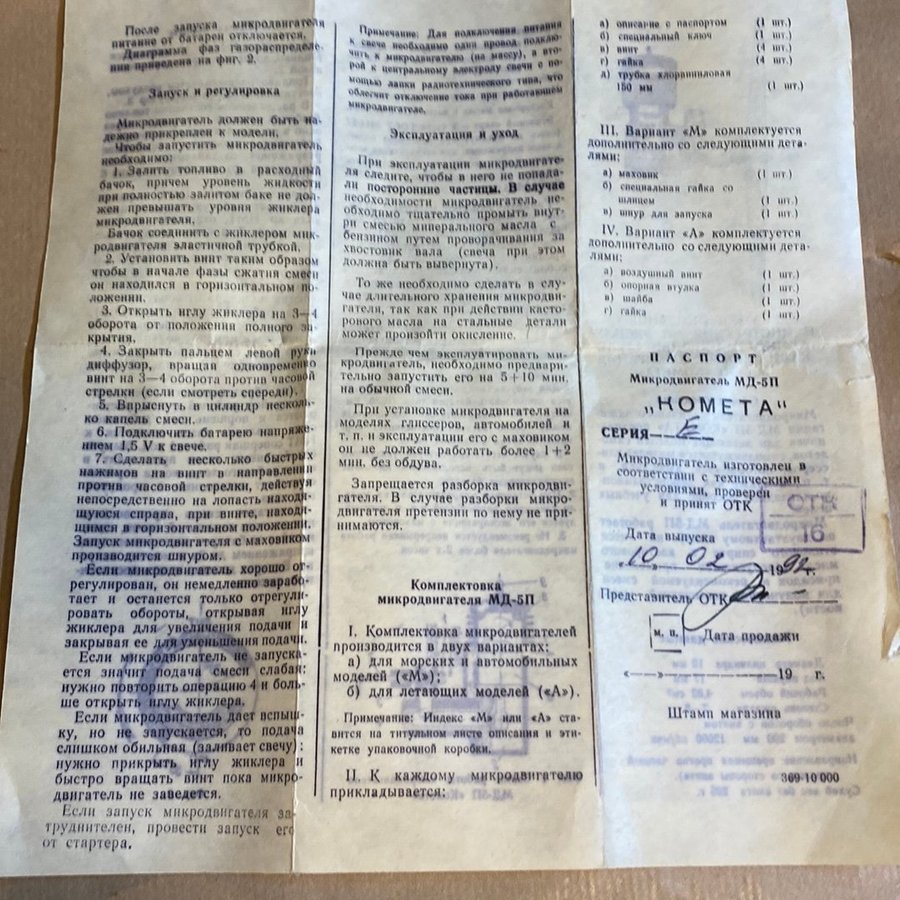 После запуска микродвигателя
питание от батареи отключается.
Диаграмма фаз газораспределе-
ния приведена на фиг. 2.
Запуск и регулировка
Микродвигатель должен быть на-
дежно прикреплен к модели.
Чтобы запустить микродвигатель
необходимо:
1. Залить топливо в расходный
бачок, причем уровень жидкости
при полностью залитом баке не дол-
жен превышать уровня жиклера
микродвигателя.
Бачок соединить с жиклером мик-
родвигателя эластичной трубкой.
2. Установить винт таким образом
чтобы в начале фазы сжатия смеси
он находился в горизонтальном по-
ложении.
3. Открыть иглу жиклера на 3—4
оборота от положения полного за-
крытия.
4. Закрыть пальцем левой руки
диффузор, вращая одновременно
винт на 3—4 оборота против часовой
стрелки (если смотреть спереди).
5. Впрыснуть в цилиндр несколь-
ко капель смеси.
6. Подключить батарею напряже-
нием 1,5 V к свече.
7. Сделать несколько быстрых
нажимов на винт в направлении
против часовой стрелки, действуя
непосредственно на лопасть находя-
щуюся справа, при винте, находя-
щимся в горизонтальном положении.
Запуск микродвигателя с маховиком
производится шнуром.
Если микродвигатель хорошо от-
регулирован, он немедленно зарабо-
тает и останется только отрегули-
ровать обороты, открывая иглу
жиклера для увеличения подачи и
закрывая ее для уменьшения подачи.
Если микродвигатель не запуска-
ется значит подача смеси слабая:
нужно повторить операцию 4 и боль-
ше открыть иглу жиклера.
Если микродвигатель дает вспыш-
ку, но не запускается, то подача
слишком обильная (заливает свечу):
нужно прикрыть иглу жиклера и
быстро вращать винт пока микро-
двигатель не заведется.
Если запуск микродвигателя за-
труднителен, провести запуск его
от стартера.
Примечание: Для подключения питания
к свече необходимо один провод подклю-
чить к микродвигателю (на массу), а вто-
рой к центральному электроду свечи с по-
мощью лапки радиотехнического типа, что
облегчит отключение тока при работающем
микродвигателе.
Эксплуатация и уход
При эксплуатации микродвигате-
ля следите, чтобы в него не попада-
ли посторонние частицы. В случае
необходимости микродвигатель не-
обходимо тщательно промыть внут-
ри смесью минерального масла с
бензином путем проворачивания за
хвостовик вала (свеча при этом
должна быть вывернута).
То же необходимо сделать в слу-
чае длительного хранения микродви-
гателя, так как при действии касто-
рового масла на стальные детали
может произойти окисление.
Прежде чем эксплуатировать ми-
кродвигатель, необходимо предвари-
тельно запустить его на 5÷10 мин.
на обычной смеси.
При установке микродвигателя на
моделях глиссеров, автомобилей и
т. п. и эксплуатации его с маховиком
он не должен работать более 1÷2
мин. без обдува.
Запрещается разборка микродви-
гателя. В случае разборки микро-
двигателя претензии по нему не при-
нимаются.
Комплектовка
микродвигателя МД-5П
I. Комплектовка микродвигателей
производится в двух вариантах:
а) для морских и автомобильных
моделей («М»);
б) для летающих моделей («А»).
Примечание: Индекс «М» или «А» ста-
вится на титульном листе описания и эти-
кетке упаковочной коробки.
II. К каждому микродвигателю
прикладывается:
а) описание с паспортом (1 шт.)
б) специальный ключ (1 шт.)
в) винт (4 шт.)
г) гайка (4 шт.)
д) трубка хлорвиниловая
150 мм (1 шт.)
III. Вариант «М» комплектуется
дополнительно со следующими дета-
лями:
а) маховик (1 шт.)
б) специальная гайка со
шлицем (1 шт.)
в) шнур для запуска (1 шт.)
IV. Вариант «А» комплектуется
дополнительно со следующими дета-
лями:
а) воздушный винт (1 шт.)
б) опорная втулка (1 шт.)
в) шайба (1 шт.)
г) гайка (1 шт.)
ПАСПОРТ
Микродвигатель МД-5П
„КОМЕТА"
СЕРИЯ Е
Микродвигатель изготовлен в
соответствии с техническими
условиями, проверен
и принят ОТК
ОТК
16
Дата выпуска
„10" 02 1992г.
Представитель ОТК
м. п. Дата продажи
«—»————19 г.
Штамп магазина
369-10 000